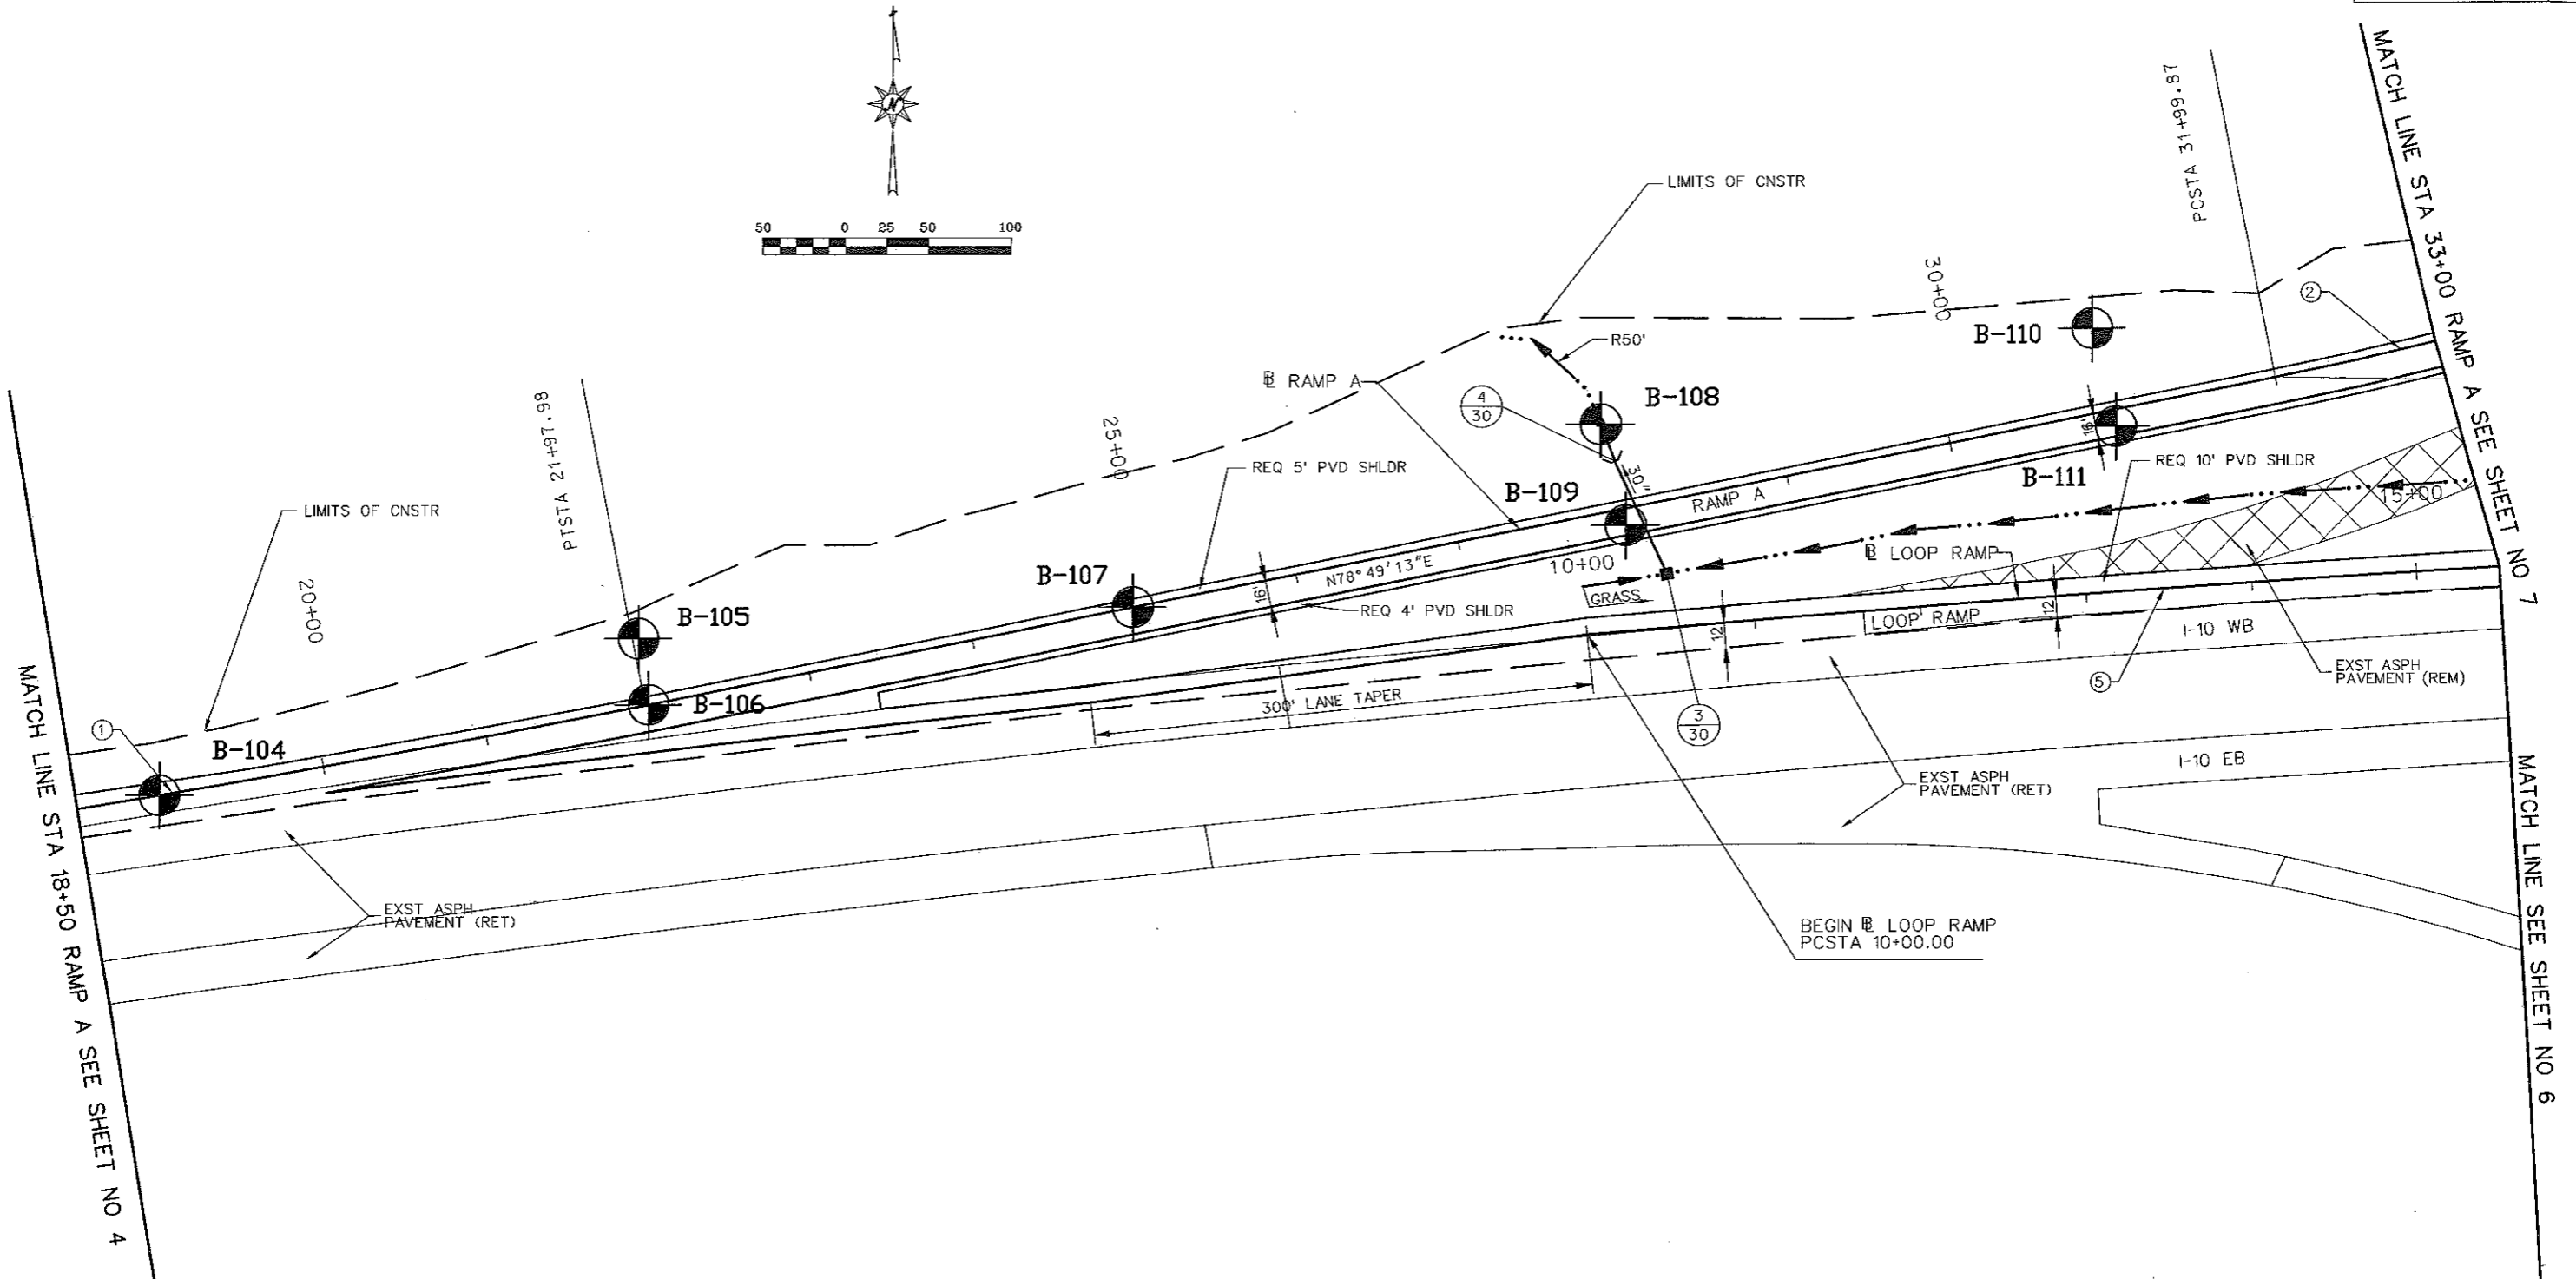 N
50 0 25 50 100
MATCH LINE STA 33+00 RAMP A SEE SHEET NO 7
PCSTA 31+99.87
LIMITS OF CNSTR
30+00
2
B-110
R50'
B-108
℄ RAMP A
4
30
PTSTA 21+97.98
25+00
REQ 5' PVD SHLDR
30"
B-109
RAMP A
16'
B-111
REQ 10' PVD SHLDR
15+00
LIMITS OF CNSTR
20+00
B-107
N78°49'13"E
16'
10+00
℄ LOOP RAMP
GRASS
REQ 4' PVD SHLDR
B-105
LOOP RAMP
12'
12'
I-10 WB
EXST ASPH
PAVEMENT (REM)
5
B-106
300' LANE TAPER
3
30
1
B-104
I-10 EB
EXST ASPH
PAVEMENT (RET)
MATCH LINE STA 18+50 RAMP A SEE SHEET NO 4
EXST ASPH
PAVEMENT (RET)
BEGIN ℄ LOOP RAMP
PCSTA 10+00.00
MATCH LINE SEE SHEET NO 6